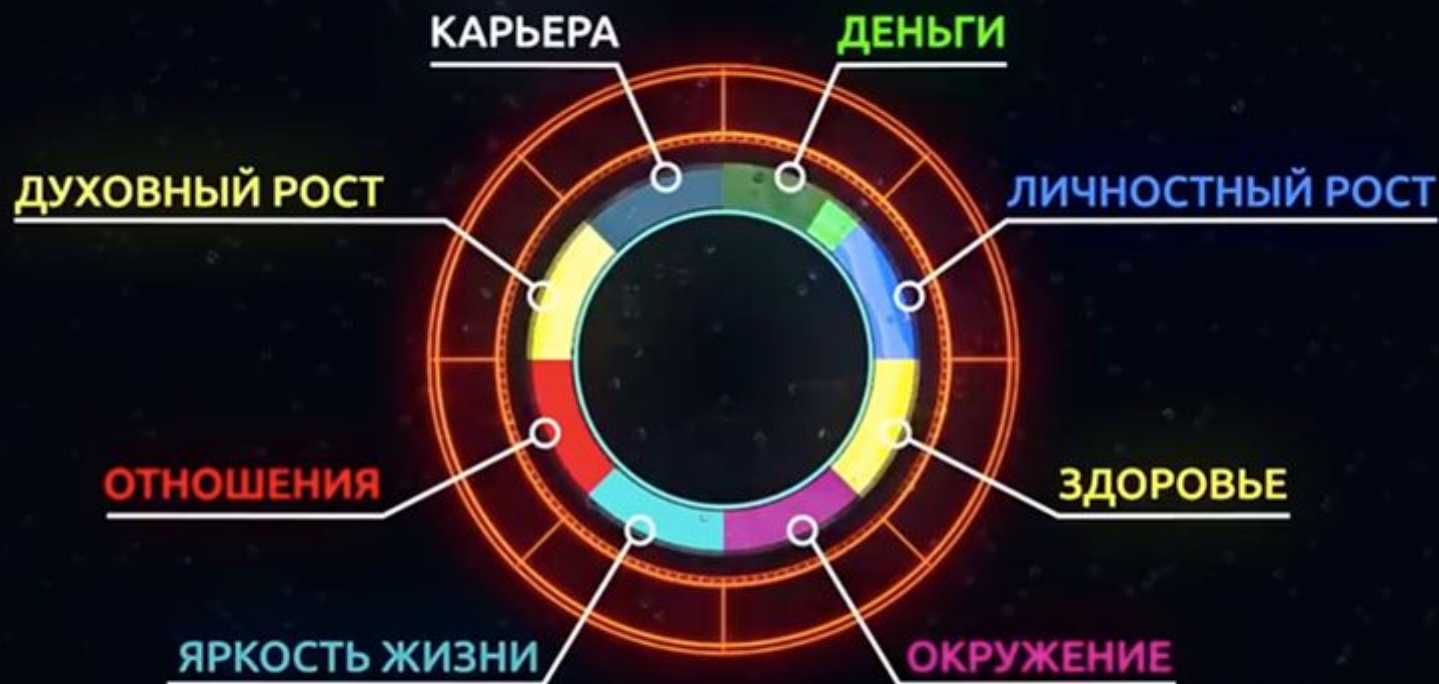 КАРЬЕРА
ДЕНЬГИ
ДУХОВНЫЙ РОСТ
ЛИЧНОСТНЫЙ РОСТ
ОТНОШЕНИЯ
ЗДОРОВЬЕ
ЯРКОСТЬ ЖИЗНИ
ОКРУЖЕНИЕ